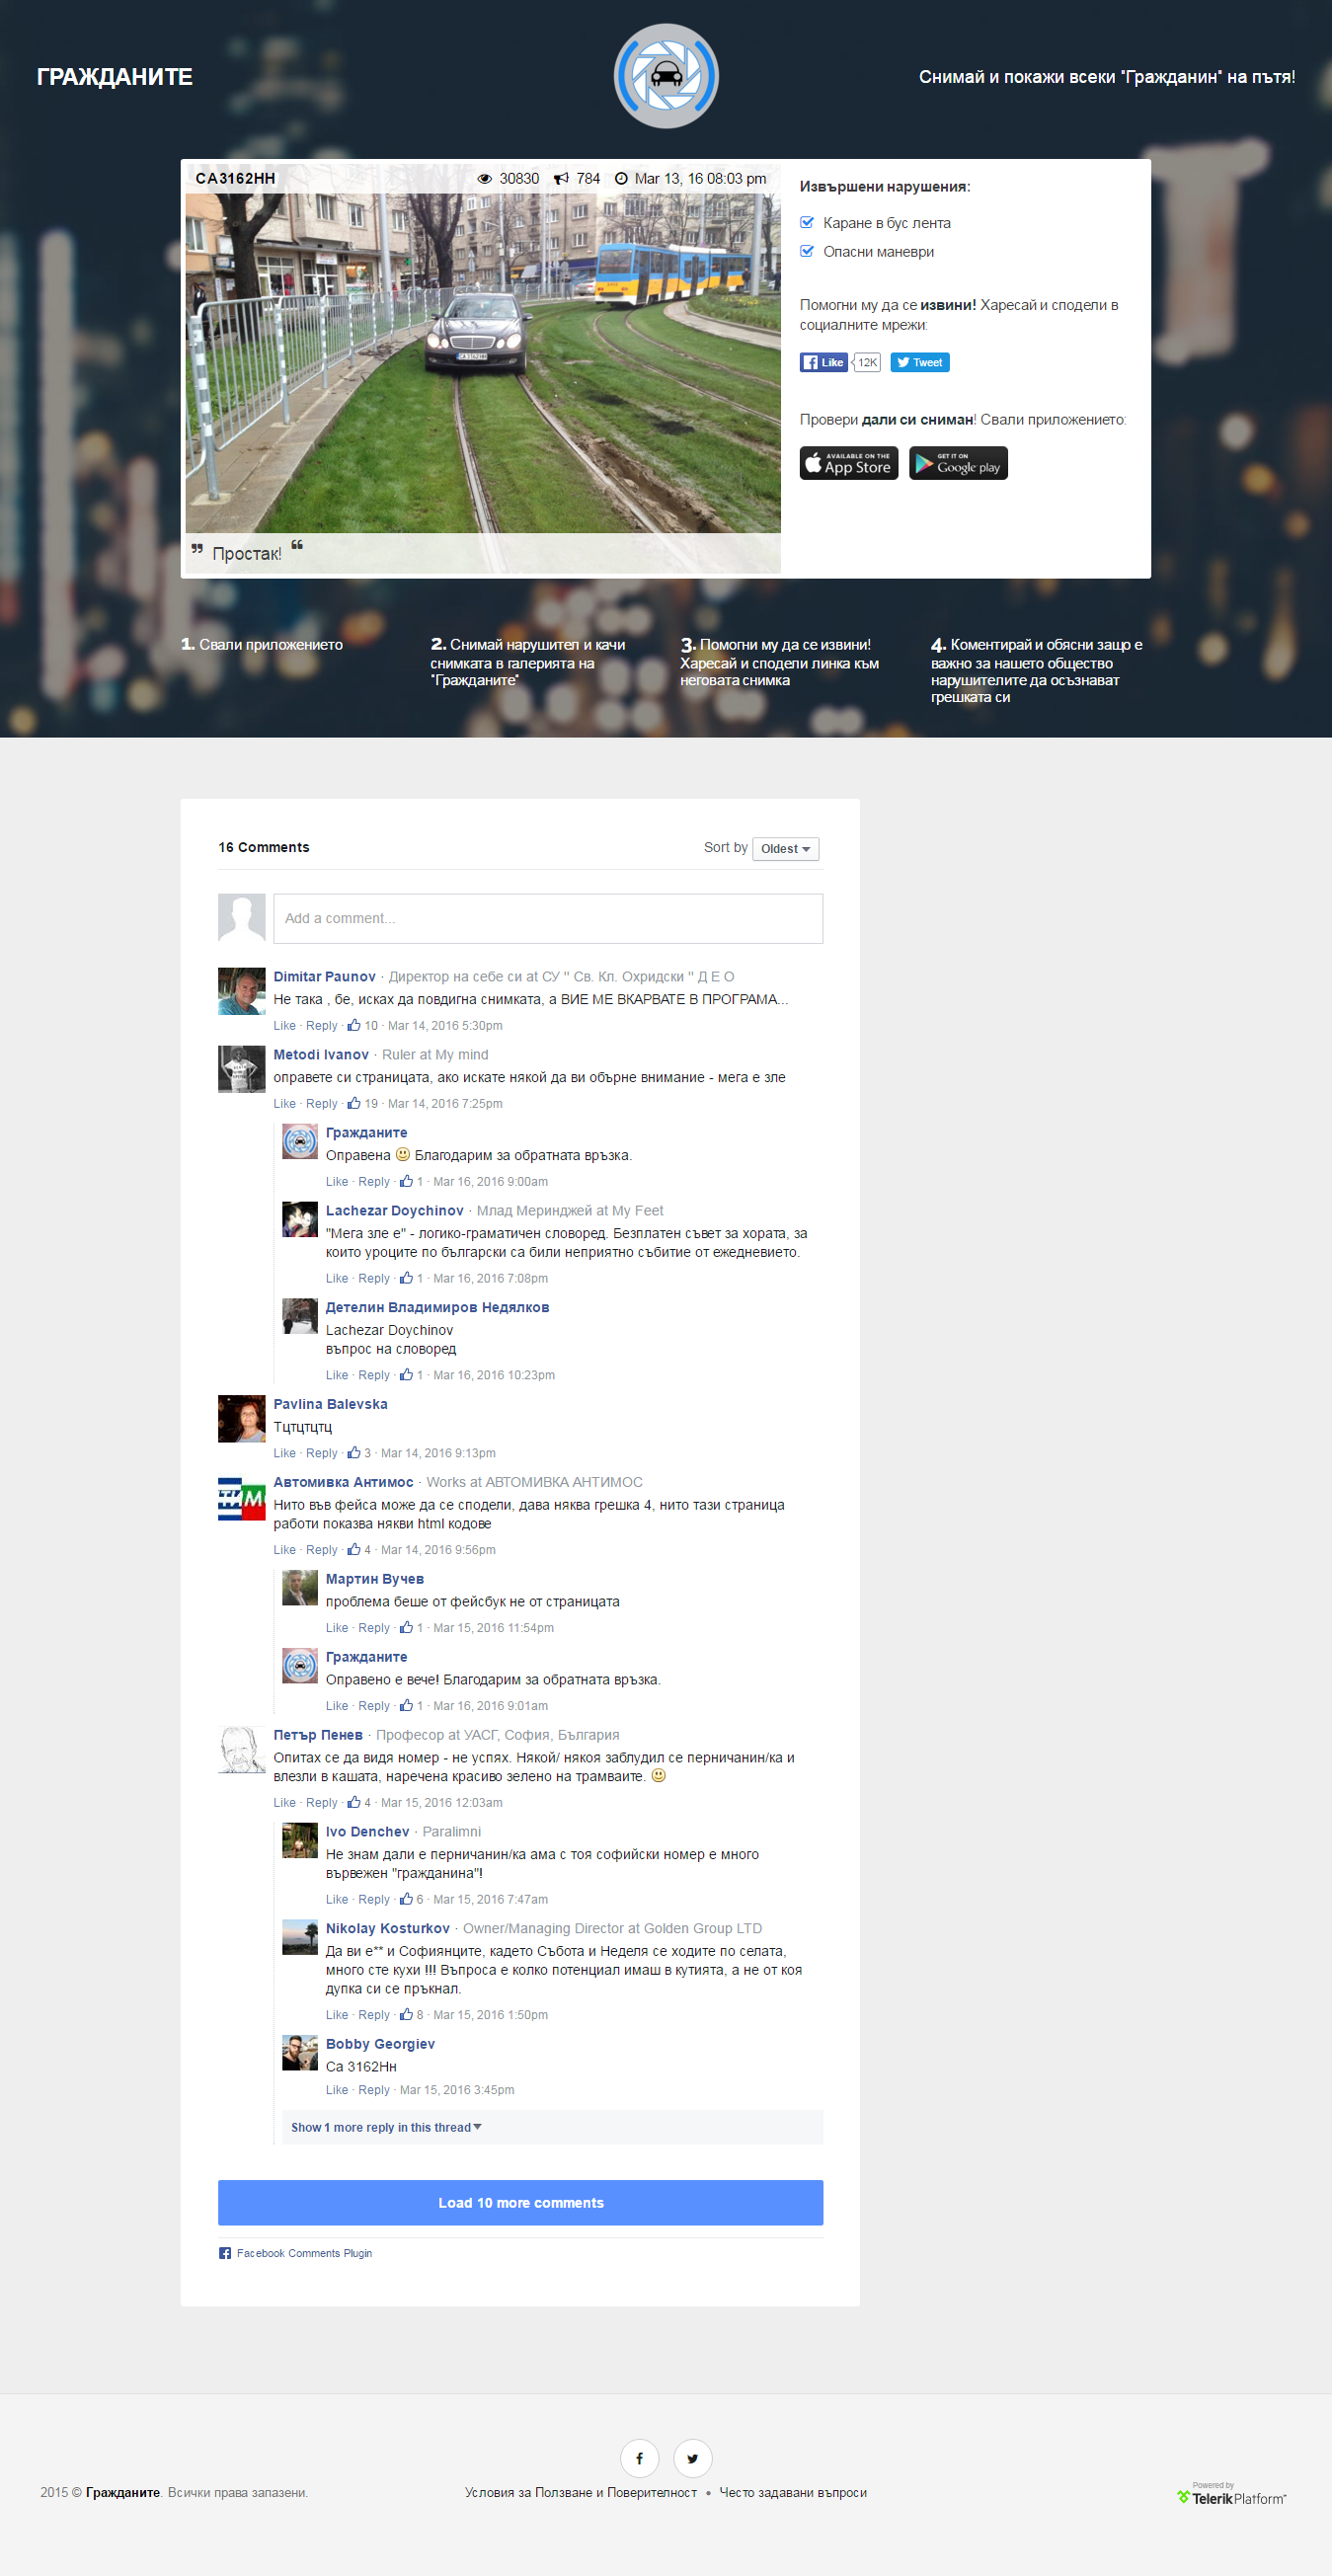 ГРАЖДАНИТЕ
Снимай и покажи всеки "Гражданин" на пътя!
CA3162HH
30830 784 Mar 13, 16 08:03 pm
CA3162HH
Простак!
Извършени нарушения:
Каране в бус лента
Опасни маневри
Помогни му да се извини! Харесай и сподели в
социалните мрежи:
Like 12K Tweet
Провери дали си сниман! Свали приложението:
AVAILABLE ON THE
App Store
GET IT ON
Google play
1. Свали приложението
2. Снимай нарушител и качи
снимката в галерията на
"Гражданите"
3. Помогни му да се извини!
Харесай и сподели линка към
неговата снимка
4. Коментирай и обясни защо е
важно за нашето общество
нарушителите да осъзнават
грешката си
16 Comments
Sort by Oldest
Add a comment...
Dimitar Paunov · Директор на себе си at СУ " Св. Кл. Охридски " Д Е О
Не така , бе, исках да повдигна снимката, а ВИЕ МЕ ВКАРВАТЕ В ПРОГРАМА...
Like · Reply · 10 · Mar 14, 2016 5:30pm
Metodi Ivanov · Ruler at My mind
оправете си страницата, ако искате някой да ви обърне внимание - мега е зле
Like · Reply · 19 · Mar 14, 2016 7:25pm
Гражданите
Оправена 🙂 Благодарим за обратната връзка.
Like · Reply · 1 · Mar 16, 2016 9:00am
Lachezar Doychinov · Млад Меринджей at My Feet
"Мега зле е" - логико-граматичен словоред. Безплатен съвет за хората, за
които уроците по български са били неприятно събитие от ежедневието.
Like · Reply · 1 · Mar 16, 2016 7:08pm
Детелин Владимиров Недялков
Lachezar Doychinov
въпрос на словоред
Like · Reply · 1 · Mar 16, 2016 10:23pm
Pavlina Balevska
Тцтцтцтц
Like · Reply · 3 · Mar 14, 2016 9:13pm
Автомивка Антимос · Works at АВТОМИВКА АНТИМОС
Нито във фейса може да се сподели, дава няква грешка 4, нито тази страница
работи показва някви html кодове
Like · Reply · 4 · Mar 14, 2016 9:56pm
Мартин Вучев
проблема беше от фейсбук не от страницата
Like · Reply · 1 · Mar 15, 2016 11:54pm
Гражданите
Оправено е вече! Благодарим за обратната връзка.
Like · Reply · 1 · Mar 16, 2016 9:01am
Петър Пенев · Професор at УАСГ, София, България
Опитах се да видя номер - не успях. Някой/ някоя заблудил се перничанин/ка и
влезли в кашата, наречена красиво зелено на трамваите. 🙂
Like · Reply · 4 · Mar 15, 2016 12:03am
Ivo Denchev · Paralimni
Не знам дали е перничанин/ка ама с тоя софийски номер е много
вървежен "гражданина"!
Like · Reply · 6 · Mar 15, 2016 7:47am
Nikolay Kosturkov · Owner/Managing Director at Golden Group LTD
Да ви е** и Софиянците, кадето Събота и Неделя се ходите по селата,
много сте кухи !!! Въпроса е колко потенциал имаш в кутията, а не от коя
дупка си се пръкнал.
Like · Reply · 8 · Mar 15, 2016 1:50pm
Bobby Georgiev
Са 3162Нн
Like · Reply · Mar 15, 2016 3:45pm
Show 1 more reply in this thread
Load 10 more comments
Facebook Comments Plugin
2015 © Гражданите. Всички права запазени.
Условия за Ползване и Поверителност • Често задавани въпроси
Powered by
Telerik Platform™